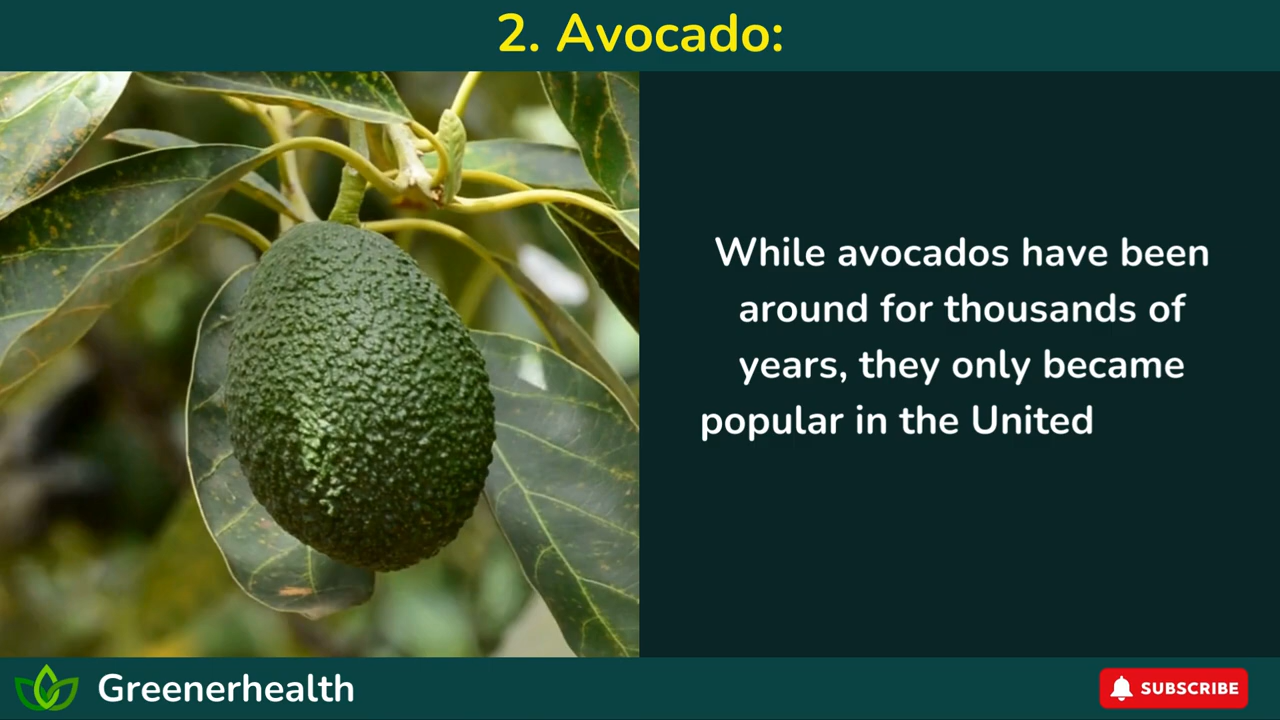 2. Avocado:
While avocados have been
around for thousands of
years, they only became
popular in the United
Greenerhealth
SUBSCRIBE